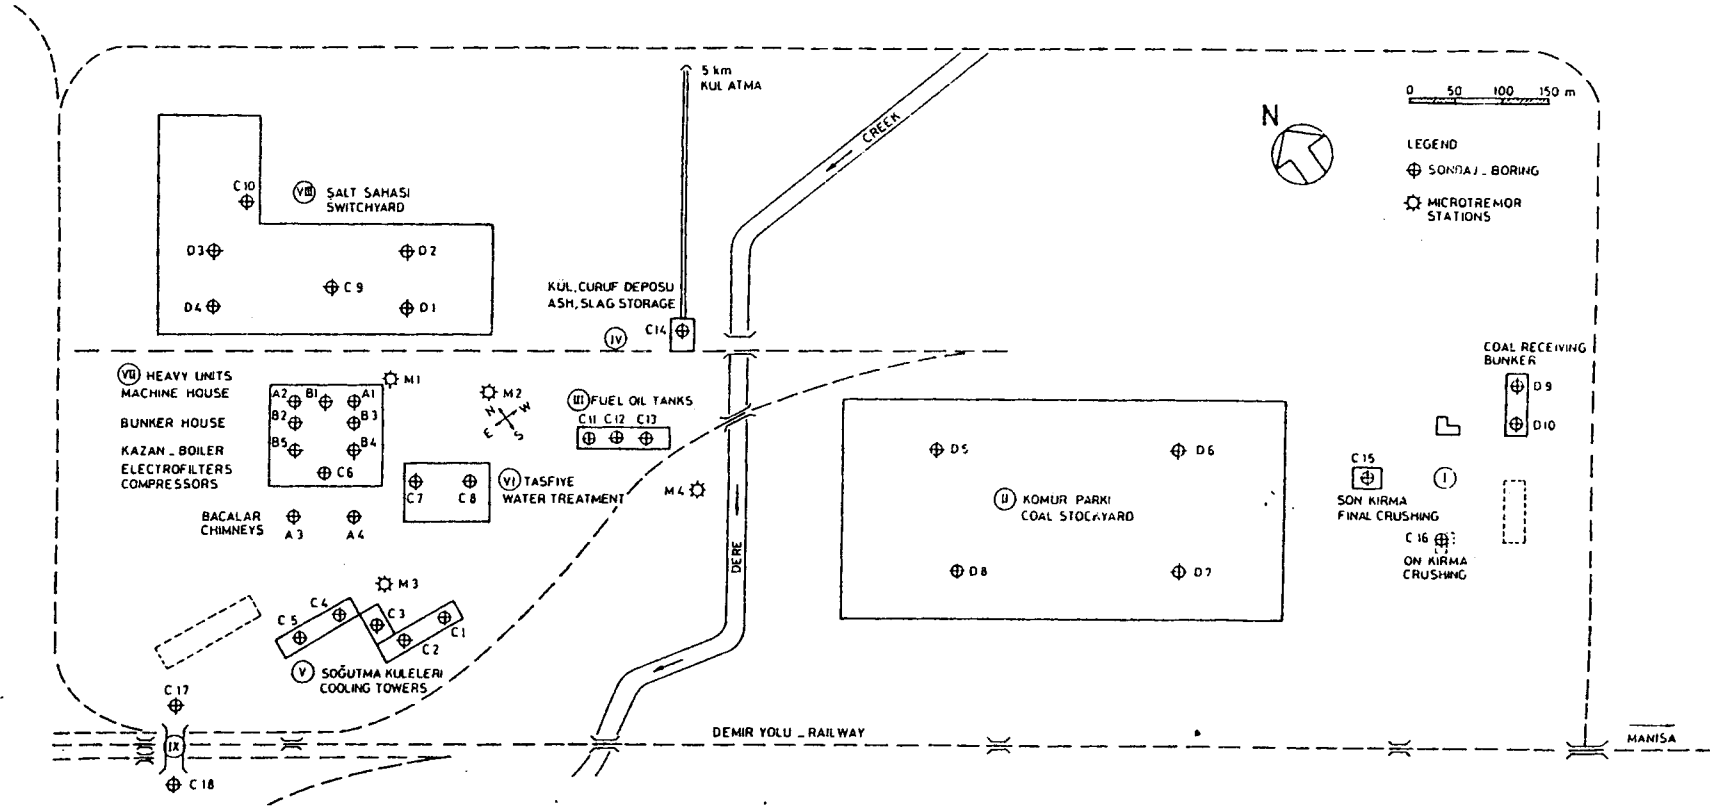 5 km
KUL ATMA
CREEK
N
0 50 100 150 m
LEGEND
SONDAJ_BORING
MICROTREMOR
STATIONS
C10
VIII
ŞALT SAHASI
SWITCHYARD
D3
D2
C9
D4
D1
KÜL,CURUF DEPOSU
ASH, SLAG STORAGE
C14
IV
VII HEAVY UNITS
MACHINE HOUSE
BUNKER HOUSE
KAZAN_BOILER
ELECTROFILTERS
COMPRESSORS
A2 B1 A1
B2 B3
B5 B4
C6
M1
M2
N W
E S
III FUEL OIL TANKS
C11 C12 C13
C7 C8
VI TASFIYE
WATER TREATMENT
M4
BACALAR
CHIMNEYS
A3 A4
M3
C5 C4 C3
C2 C1
V SOĞUTMA KULELERI
COOLING TOWERS
DERE
D5
D6
II KOMUR PARKI
COAL STOCKYARD
D8
D7
COAL RECEIVING
BUNKER
D9
D10
C15
I
SON KIRMA
FINAL CRUSHING
C16
ON KIRMA
CRUSHING
C17
IX
C18
DEMIR YOLU _ RAILWAY
MANISA